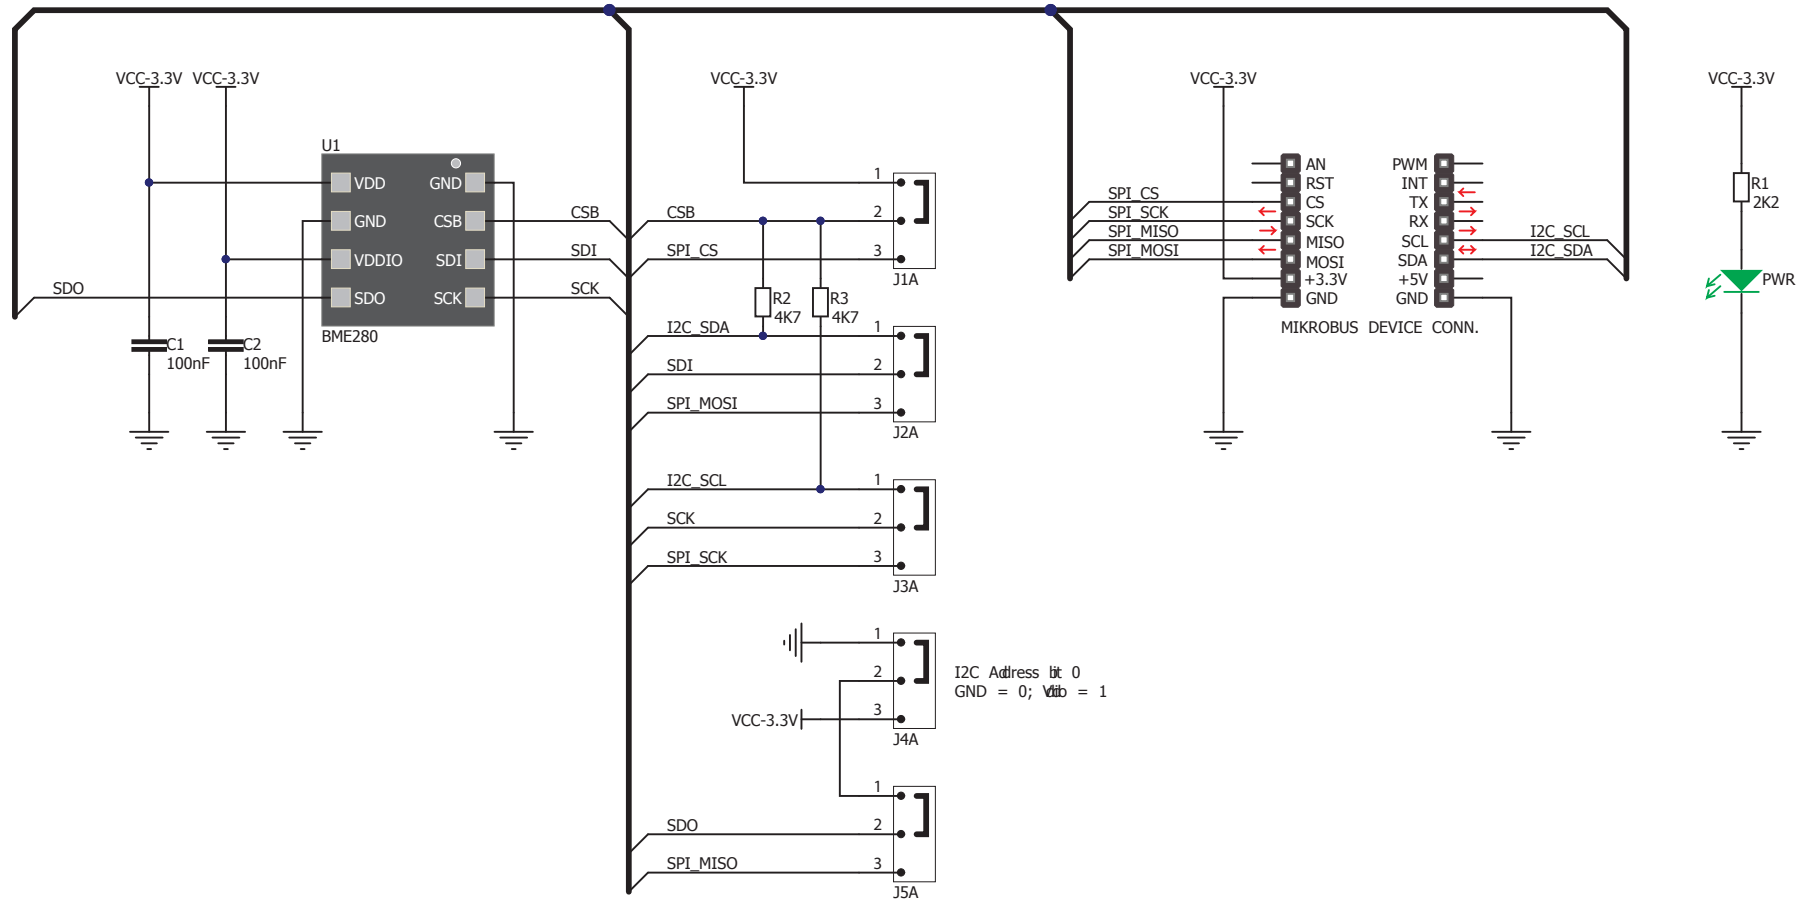 VCC-3.3V VCC-3.3V
U1
VDD GND
GND CSB
VDDIO SDI
SDO SCK
BME280
CSB
SDI
SCK
SDO
C1
100nF
C2
100nF
VCC-3.3V
1
CSB 2
SPI_CS 3
J1A
R2
4K7
R3
4K7
I2C_SDA 1
SDI 2
SPI_MOSI 3
J2A
I2C_SCL 1
SCK 2
SPI_SCK 3
J3A
1
2
VCC-3.3V 3
J4A
I2C Adress bit 0
GND = 0; Vddio = 1
1
SDO 2
SPI_MISO 3
J5A
VCC-3.3V
SPI_CS
SPI_SCK
SPI_MISO
SPI_MOSI
AN PWM
RST INT
CS TX
SCK RX
MISO SCL
MOSI SDA
+3.3V +5V
GND GND
I2C_SCL
I2C_SDA
MIKROBUS DEVICE CONN.
VCC-3.3V
R1
2K2
PWR